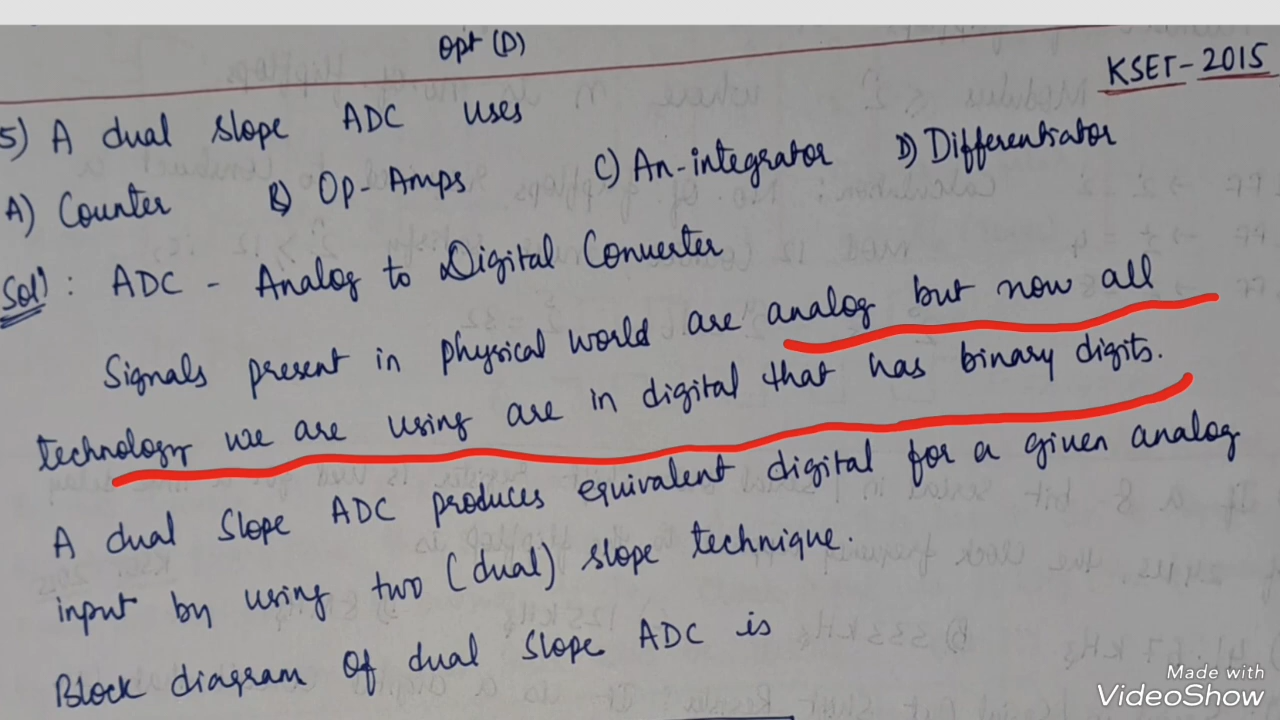 Opt (D)
KSET-2015
5) A dual slope ADC uses
A) Counter B) Op-Amps C) An-integrator D) Differentiator
Sol): ADC - Analog to Digital Converter
Signals present in physical world are analog but now all
technology we are using are in digital that has binary digits.
A dual slope ADC produces equivalent digital for a given analog
input by using two (dual) slope technique.
Block diagram of dual slope ADC is
Made with
VideoShow